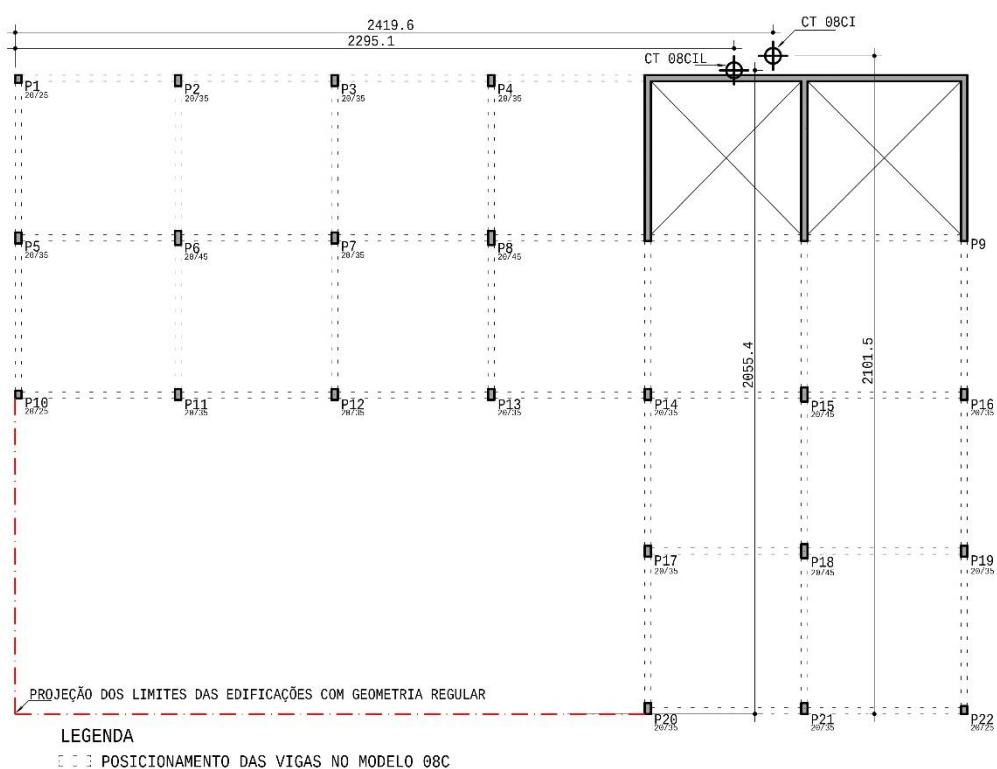 2419.6
CT 08CI
2295.1
CT 08CIL
P1
20/25
P2
20/35
P3
20/35
P4
20/35
P5
20/35
P6
20/45
P7
20/35
P8
20/45
P9
2055.4
2101.5
P10
20/25
P11
20/35
P12
20/35
P13
20/35
P14
20/35
P15
20/45
P16
20/35
P17
20/35
P18
20/45
P19
20/35
PROJEÇÃO DOS LIMITES DAS EDIFICAÇÕES COM GEOMETRIA REGULAR
P20
20/35
P21
20/35
P22
20/25
LEGENDA
POSICIONAMENTO DAS VIGAS NO MODELO 08C